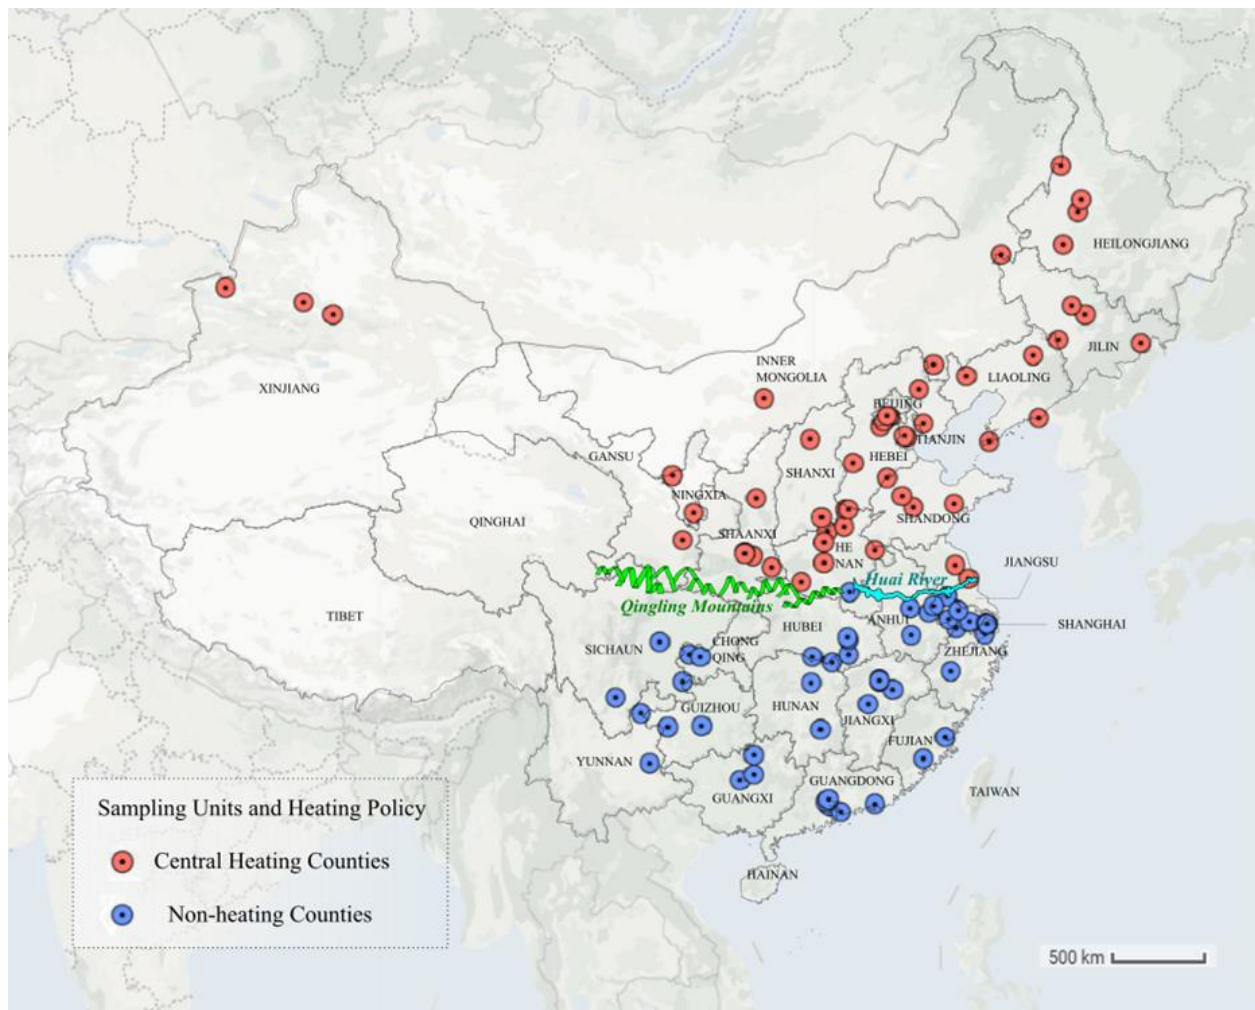 HEILONGJIANG
JILIN
LIAOLING
INNER
MONGOLIA
XINJIANG
BEIJING
TIANJIN
HEBEI
GANSU
SHANXI
NINGXIA
QINGHAI
SHANDONG
SHAANXI
HE
NAN
JIANGSU
Huai River
Qingling Mountains
TIBET
HUBEI
ANHUI
SHANGHAI
SICHAUN
CHONG
QING
ZHEJIANG
GUIZHOU
HUNAN
JIANGXI
FUJIAN
YUNNAN
GUANGXI
GUANGDONG
TAIWAN
HAINAN
Sampling Units and Heating Policy
Central Heating Counties
Non-heating Counties
500 km